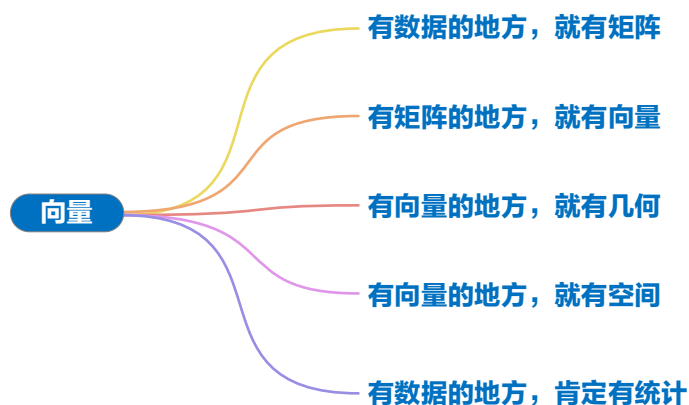 向量
有数据的地方，就有矩阵
有矩阵的地方，就有向量
有向量的地方，就有几何
有向量的地方，就有空间
有数据的地方，肯定有统计